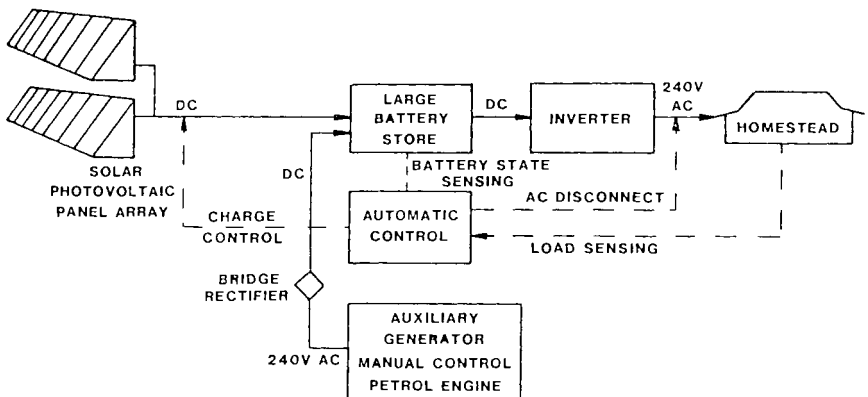 DC
LARGE
BATTERY
STORE
DC
INVERTER
240V
AC
HOMESTEAD
SOLAR
PHOTOVOLTAIC
PANEL ARRAY
DC
BATTERY STATE
SENSING
CHARGE
CONTROL
AUTOMATIC
CONTROL
AC DISCONNECT
LOAD SENSING
BRIDGE
RECTIFIER
240V AC
AUXILIARY
GENERATOR
MANUAL CONTROL
PETROL ENGINE